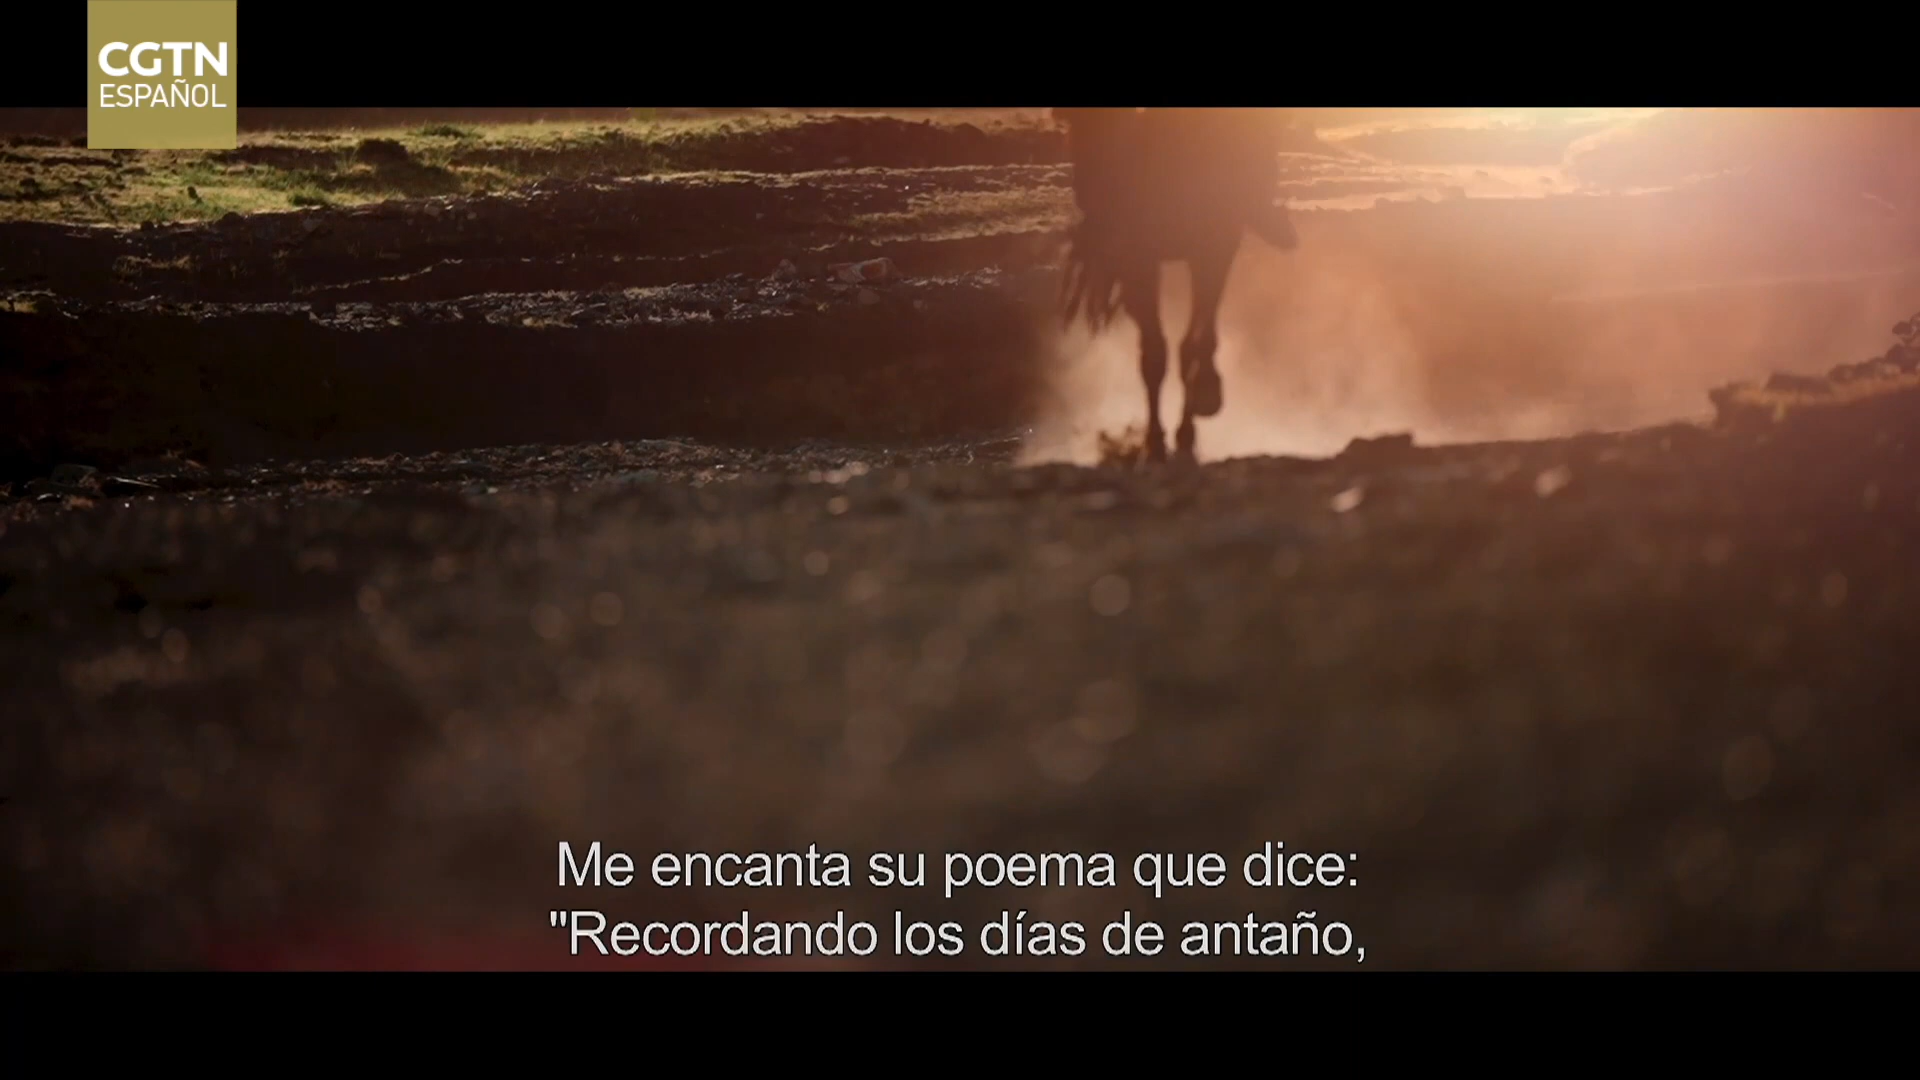 CGTN
ESPAÑOL
Me encanta su poema que dice:
"Recordando los días de antaño,